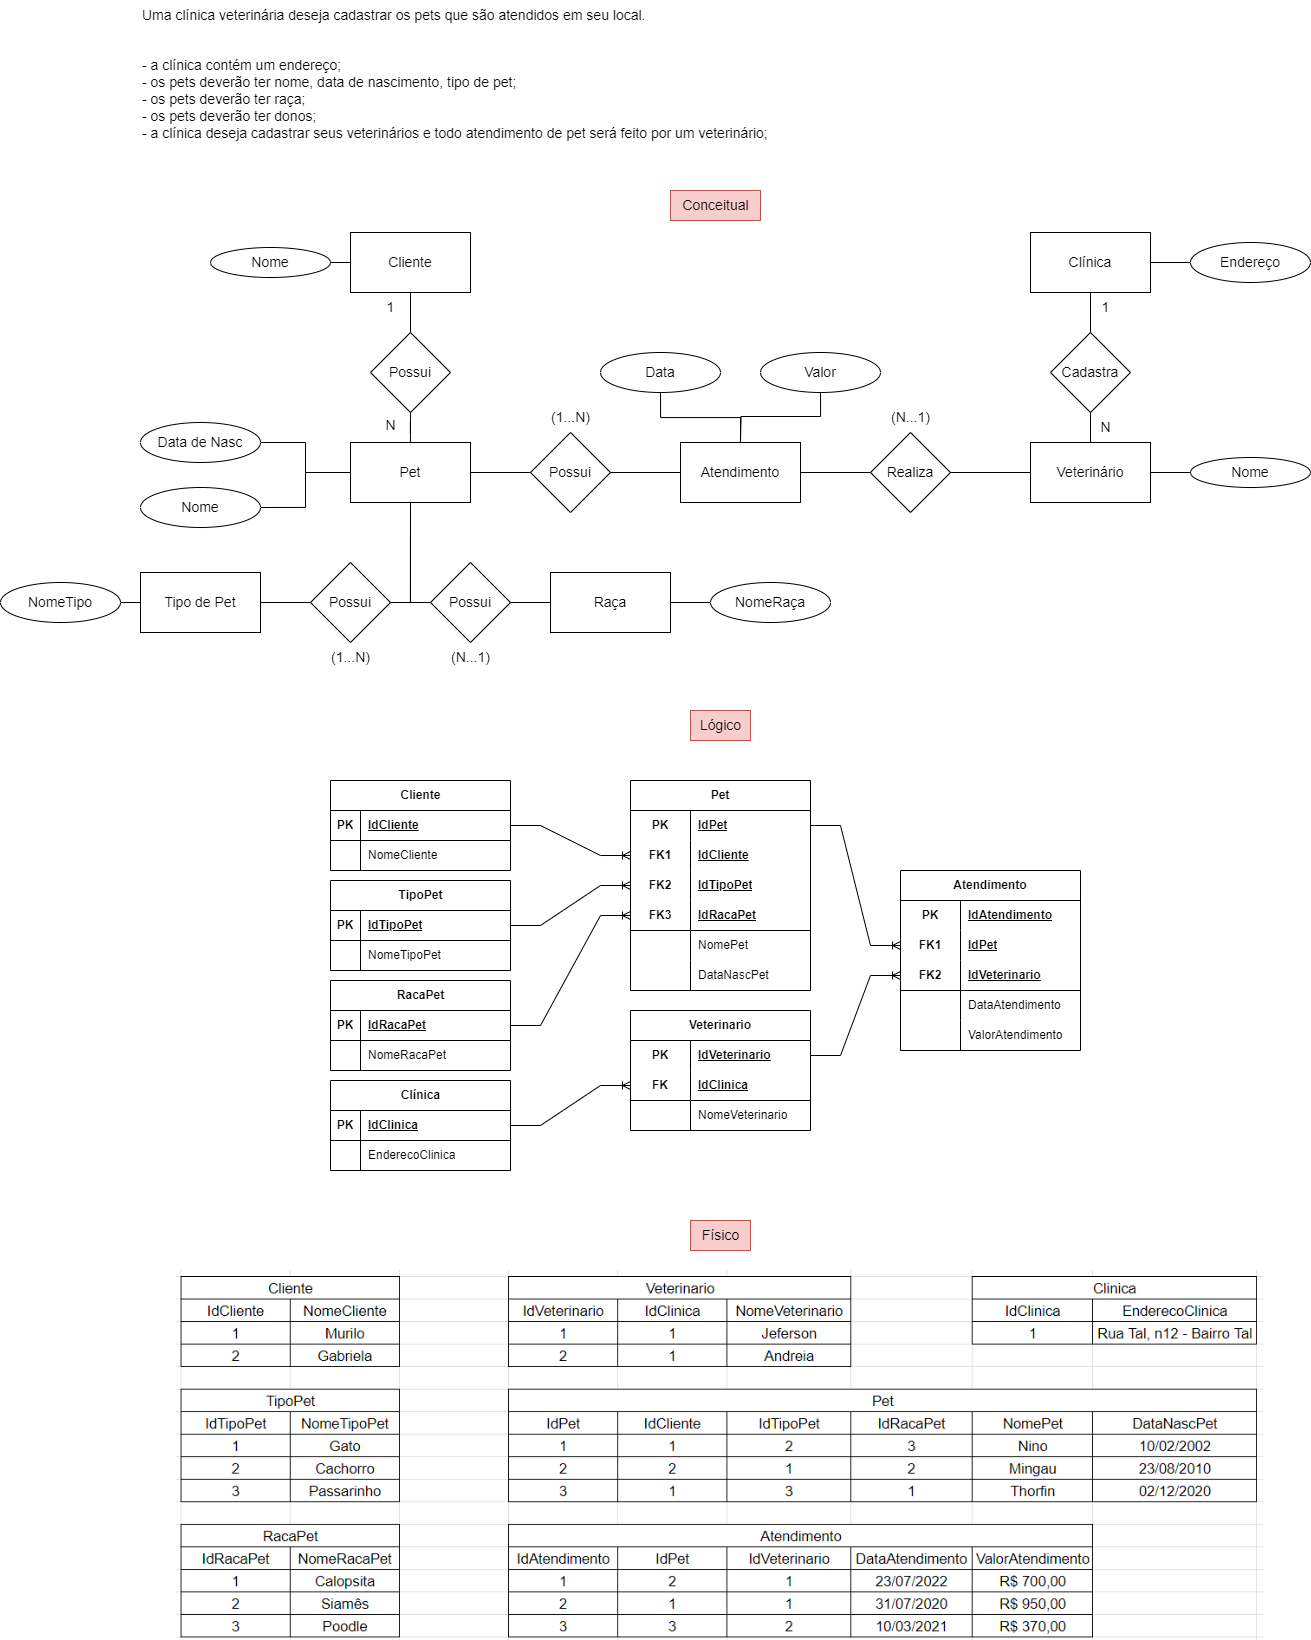 Uma clínica veterinária deseja cadastrar os pets que são atendidos em seu local.
- a clínica contém um endereço;
- os pets deverão ter nome, data de nascimento, tipo de pet;
- os pets deverão ter raça;
- os pets deverão ter donos;
- a clínica deseja cadastrar seus veterinários e todo atendimento de pet será feito por um veterinário;
Conceitual
Nome Cliente Clínica Endereço
1 1
Possui Data Valor Cadastra
N (1...N) (N...1) N
Data de Nasc
Pet Possui Atendimento Realiza Veterinário Nome
Nome
NomeTipo Tipo de Pet Possui Possui Raça NomeRaça
(1...N) (N...1)
Lógico
Cliente
PK IdCliente
NomeCliente
TipoPet
PK IdTipoPet
NomeTipoPet
RacaPet
PK IdRacaPet
NomeRacaPet
Clínica
PK IdClinica
EnderecoClinica
Pet
PK IdPet
FK1 IdCliente
FK2 IdTipoPet
FK3 IdRacaPet
NomePet
DataNascPet
Veterinario
PK IdVeterinario
FK IdClinica
NomeVeterinario
Atendimento
PK IdAtendimento
FK1 IdPet
FK2 IdVeterinario
DataAtendimento
ValorAtendimento
Físico
Cliente
IdCliente NomeCliente
1 Murilo
2 Gabriela
Veterinario
IdVeterinario IdClinica NomeVeterinario
1 1 Jeferson
2 1 Andreia
Clinica
IdClinica EnderecoClinica
1 Rua Tal, n12 - Bairro Tal
TipoPet
IdTipoPet NomeTipoPet
1 Gato
2 Cachorro
3 Passarinho
Pet
IdPet IdCliente IdTipoPet IdRacaPet NomePet DataNascPet
1 1 2 3 Nino 10/02/2002
2 2 1 2 Mingau 23/08/2010
3 1 3 1 Thorfin 02/12/2020
RacaPet
IdRacaPet NomeRacaPet
1 Calopsita
2 Siamês
3 Poodle
Atendimento
IdAtendimento IdPet IdVeterinario DataAtendimento ValorAtendimento
1 2 1 23/07/2022 R$ 700,00
2 1 1 31/07/2020 R$ 950,00
3 3 2 10/03/2021 R$ 370,00